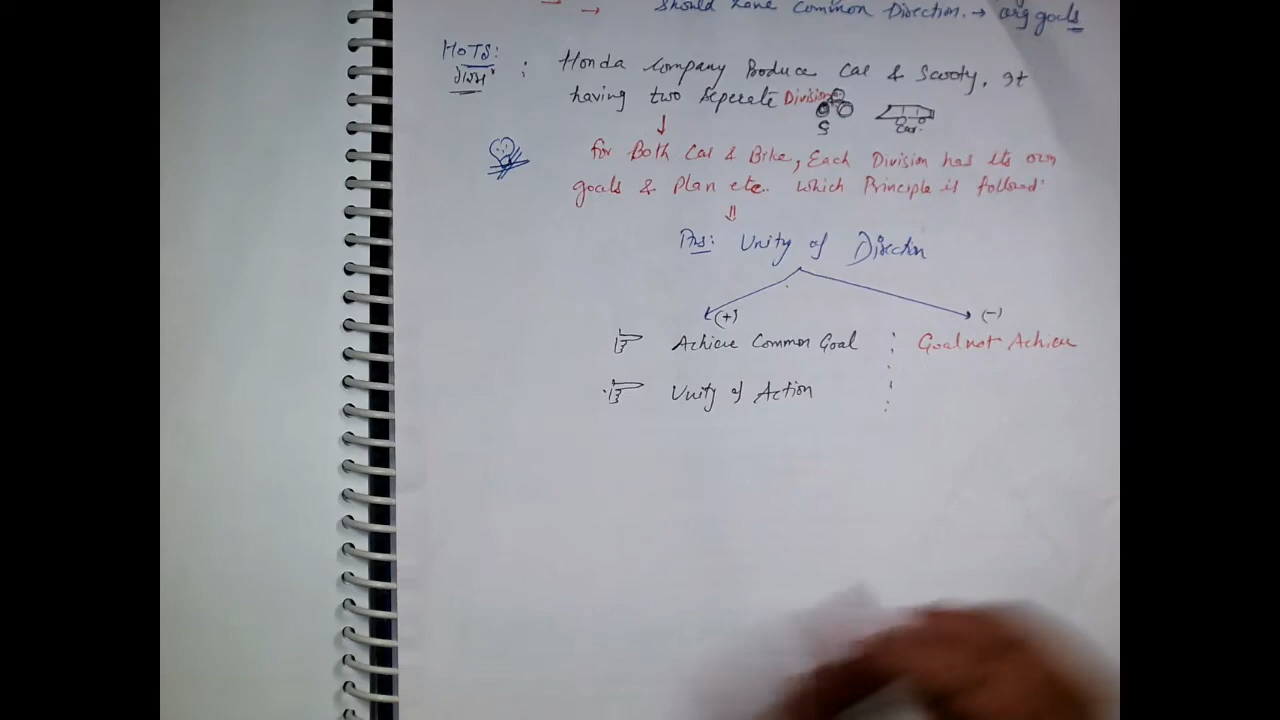 → → Should have Common Direction. → org goals
HOTS:
: Honda Company Produce Car & Scooty, It
having two Seperate Division
S
Car.
↓
for Both Car & Bike, Each Division has its own
goals & Plan etc.. which Principle is followed
⇓
Ans: Unity of Direction
(+) (-)
Achieve Common Goal Goal not Achieve
Unity of Action